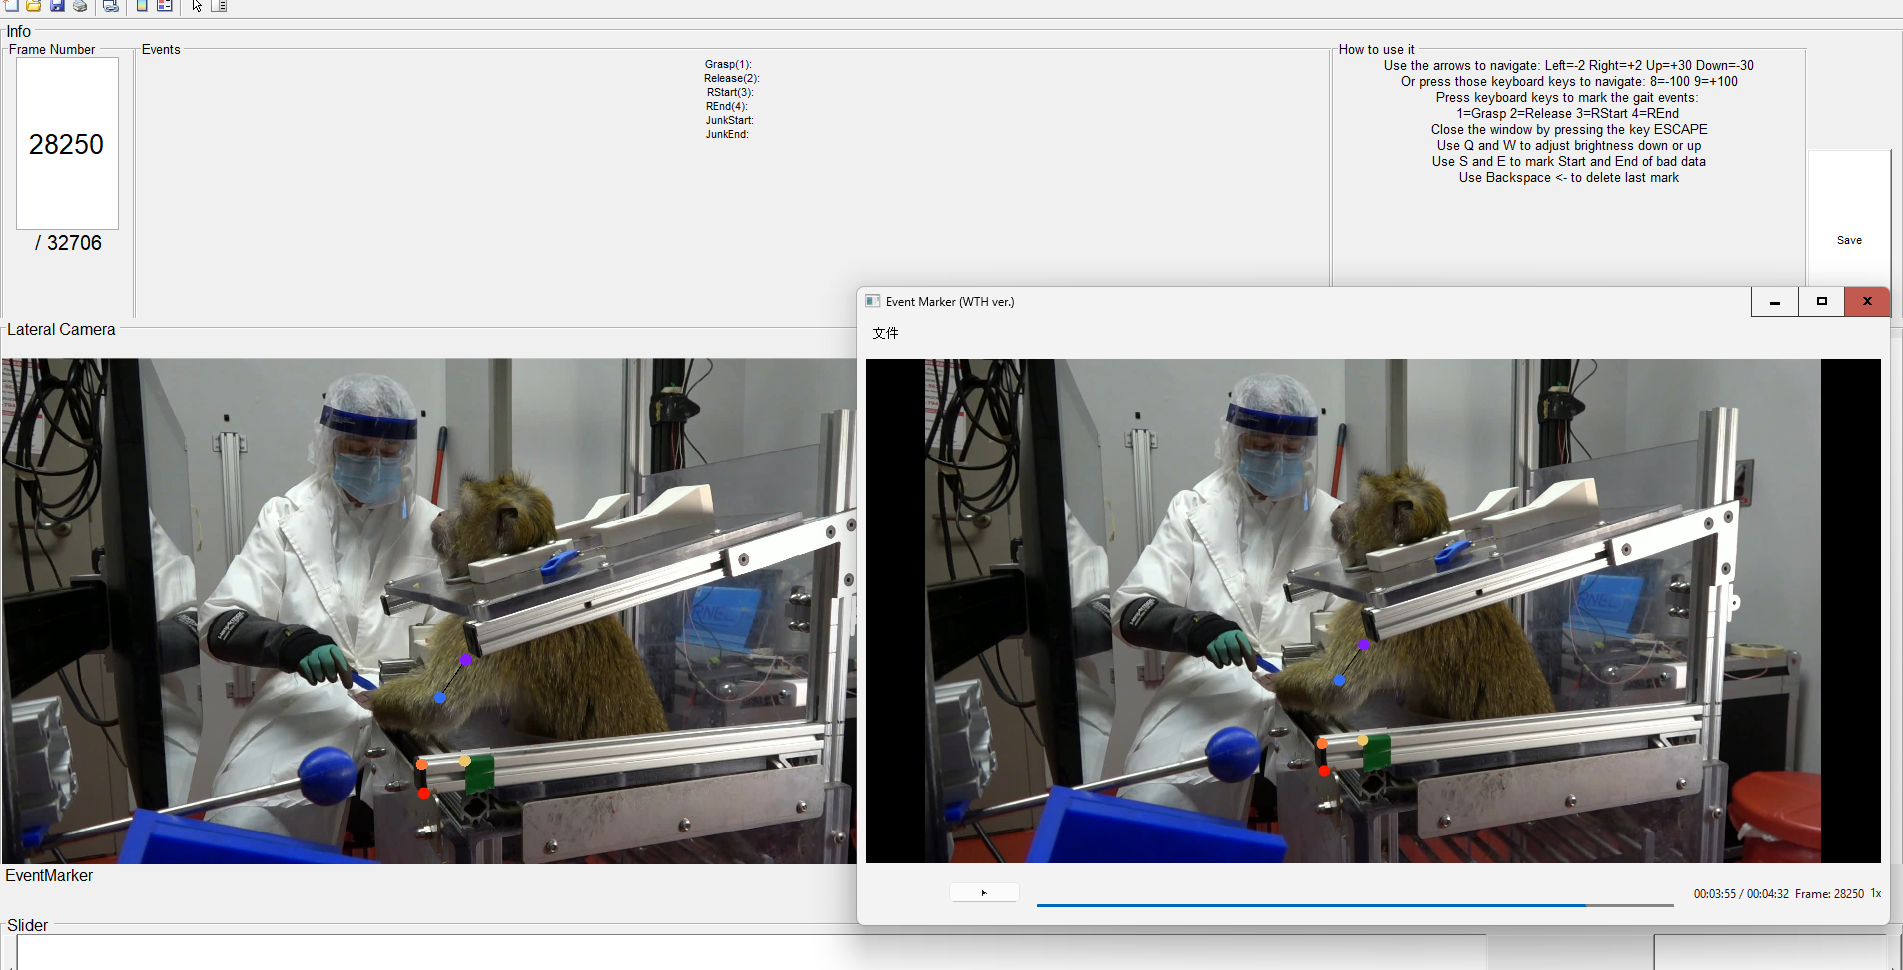 Info
Frame Number
28250
/ 32706
Events
Grasp(1):
Release(2):
RStart(3):
REnd(4):
JunkStart:
JunkEnd:
How to use it
Use the arrows to navigate: Left=-2 Right=+2 Up=+30 Down=-30
Or press those keyboard keys to navigate: 8=-100 9=+100
Press keyboard keys to mark the gait events:
1=Grasp 2=Release 3=RStart 4=REnd
Close the window by pressing the key ESCAPE
Use Q and W to adjust brightness down or up
Use S and E to mark Start and End of bad data
Use Backspace <- to delete last mark
Save
Lateral Camera
Event Marker (WTH ver.)
文件
00:03:55 / 00:04:32 Frame: 28250 1x
EventMarker
Slider